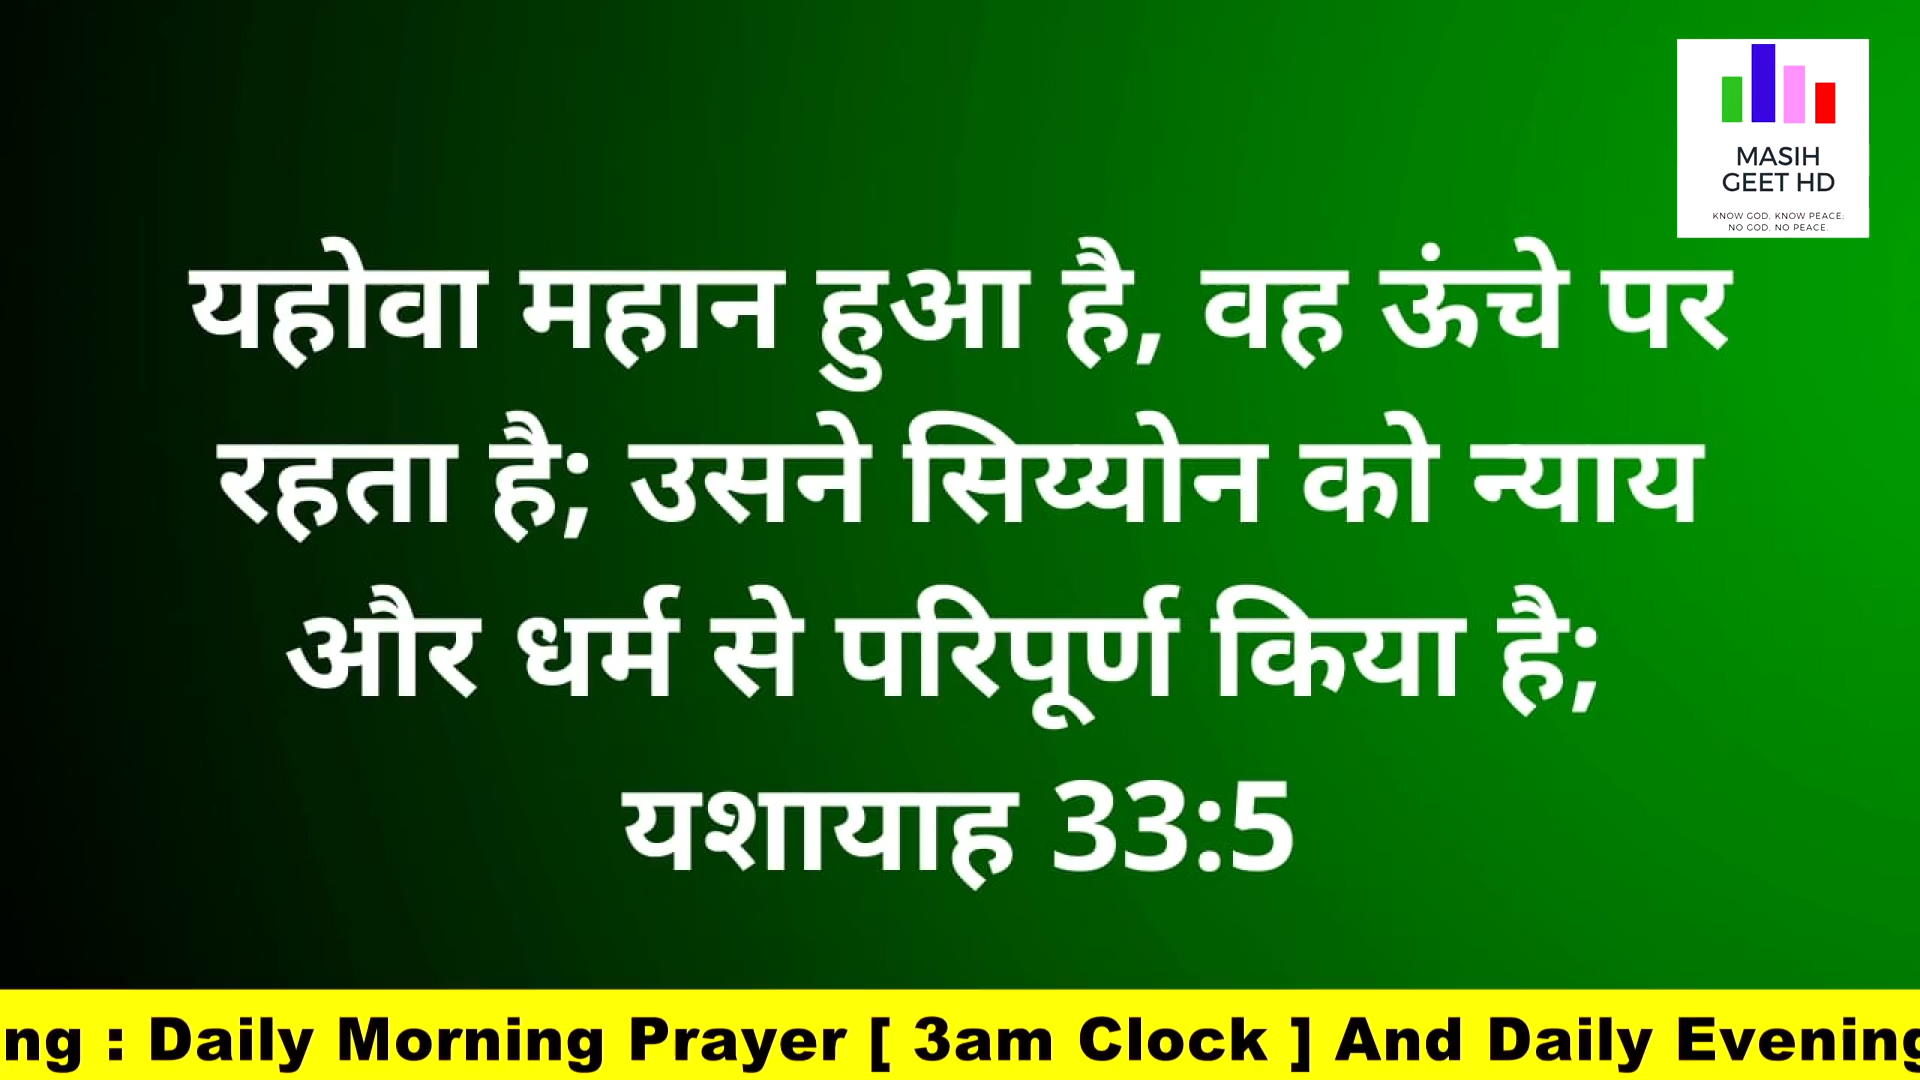 MASIH
GEET HD
KNOW GOD. KNOW PEACE;
NO GOD. NO PEACE.
यहोवा महान हुआ है, वह ऊंचे पर
रहता है; उसने सिय्योन को न्याय
और धर्म से परिपूर्ण किया है;
यशायाह 33:5
ng : Daily Morning Prayer [ 3am Clock ] And Daily Evening